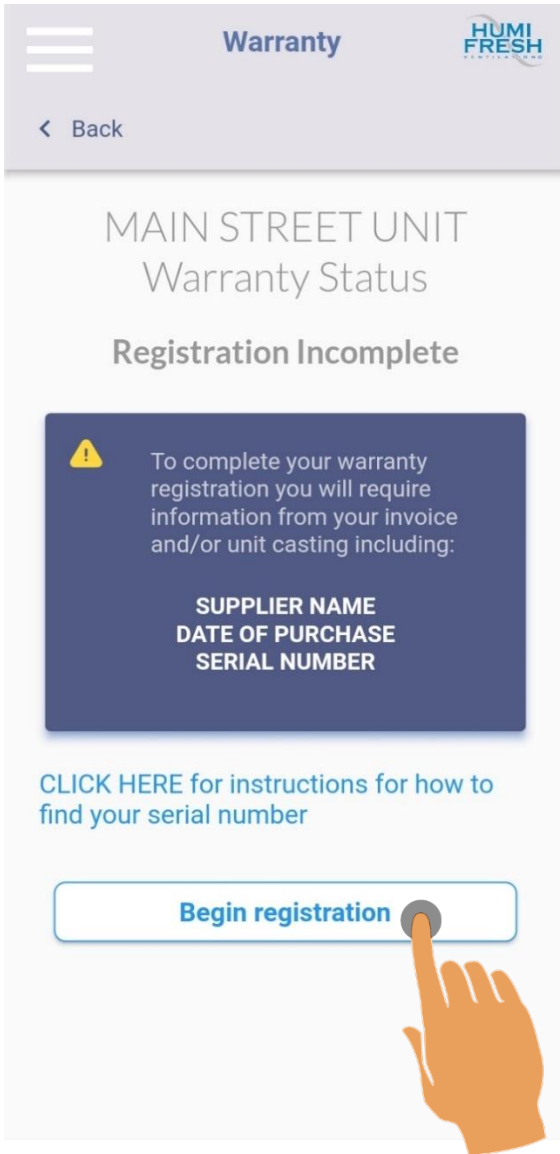 Warranty
HUMI
FRESH
VENTILATIONS
Back
MAIN STREET UNIT
Warranty Status
Registration Incomplete
To complete your warranty
registration you will require
information from your invoice
and/or unit casting including:
SUPPLIER NAME
DATE OF PURCHASE
SERIAL NUMBER
CLICK HERE for instructions for how to
find your serial number
Begin registration